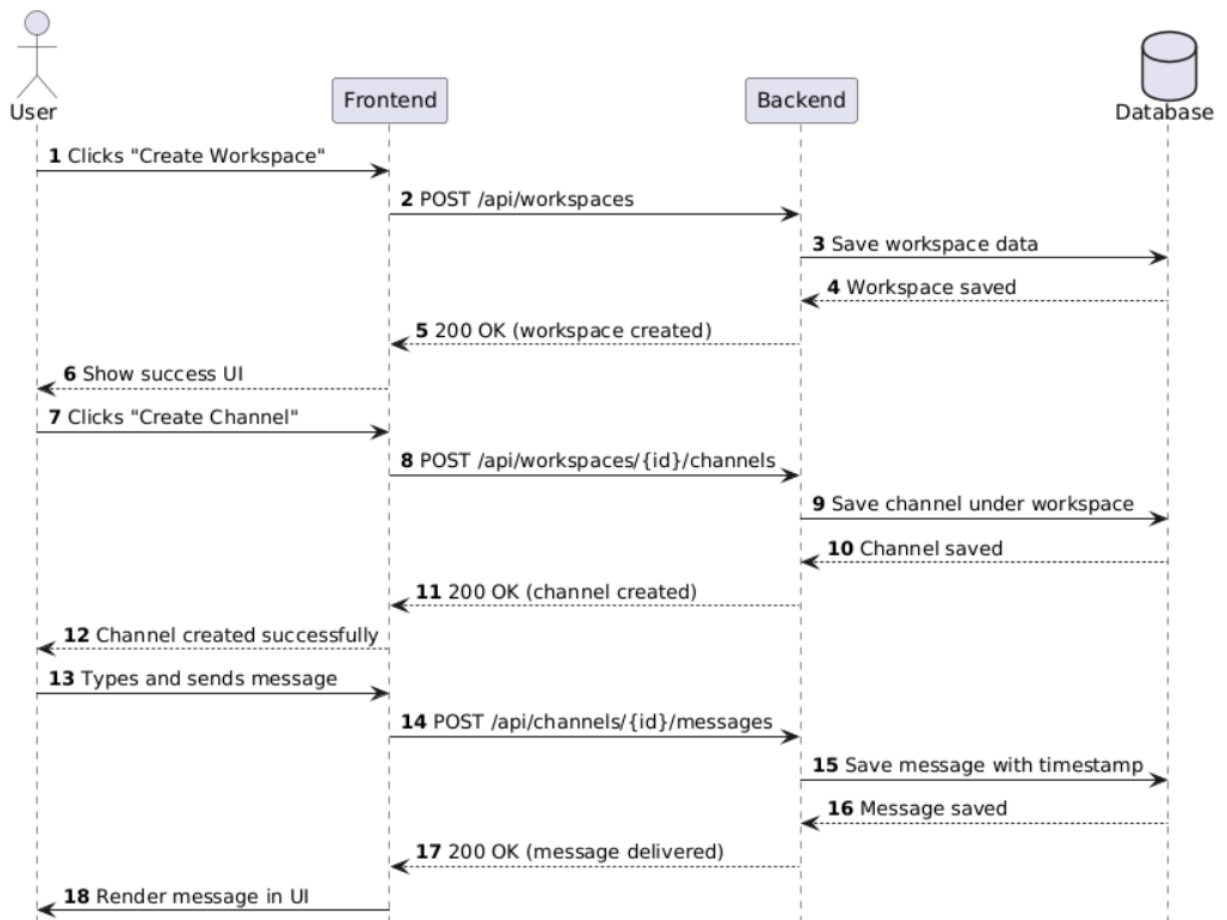 User
Frontend
Backend
Database
1 Clicks "Create Workspace"
2 POST /api/workspaces
3 Save workspace data
4 Workspace saved
5 200 OK (workspace created)
6 Show success UI
7 Clicks "Create Channel"
8 POST /api/workspaces/{id}/channels
9 Save channel under workspace
10 Channel saved
11 200 OK (channel created)
12 Channel created successfully
13 Types and sends message
14 POST /api/channels/{id}/messages
15 Save message with timestamp
16 Message saved
17 200 OK (message delivered)
18 Render message in UI